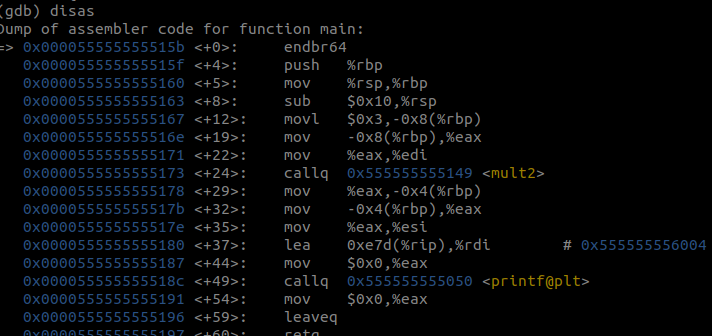 (gdb) disas
Dump of assembler code for function main:
=> 0x000055555555515b <+0>:     endbr64
   0x000055555555515f <+4>:     push   %rbp
   0x0000555555555160 <+5>:     mov    %rsp,%rbp
   0x0000555555555163 <+8>:     sub    $0x10,%rsp
   0x0000555555555167 <+12>:    movl   $0x3,-0x8(%rbp)
   0x000055555555516e <+19>:    mov    -0x8(%rbp),%eax
   0x0000555555555171 <+22>:    mov    %eax,%edi
   0x0000555555555173 <+24>:    callq  0x555555555149 <mult2>
   0x0000555555555178 <+29>:    mov    %eax,-0x4(%rbp)
   0x000055555555517b <+32>:    mov    -0x4(%rbp),%eax
   0x000055555555517e <+35>:    mov    %eax,%esi
   0x0000555555555180 <+37>:    lea    0xe7d(%rip),%rdi        # 0x555555556004
   0x0000555555555187 <+44>:    mov    $0x0,%eax
   0x000055555555518c <+49>:    callq  0x555555555050 <printf@plt>
   0x0000555555555191 <+54>:    mov    $0x0,%eax
   0x0000555555555196 <+59>:    leaveq
   0x0000555555555197 <+60>:    retq